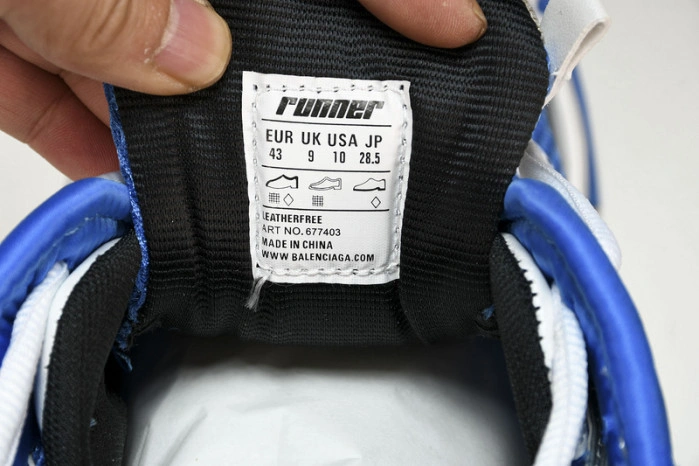 runner
EUR UK USA JP
43 9 10 28.5
LEATHERFREE
ART NO. 677403
MADE IN CHINA
WWW.BALENCIAGA.COM